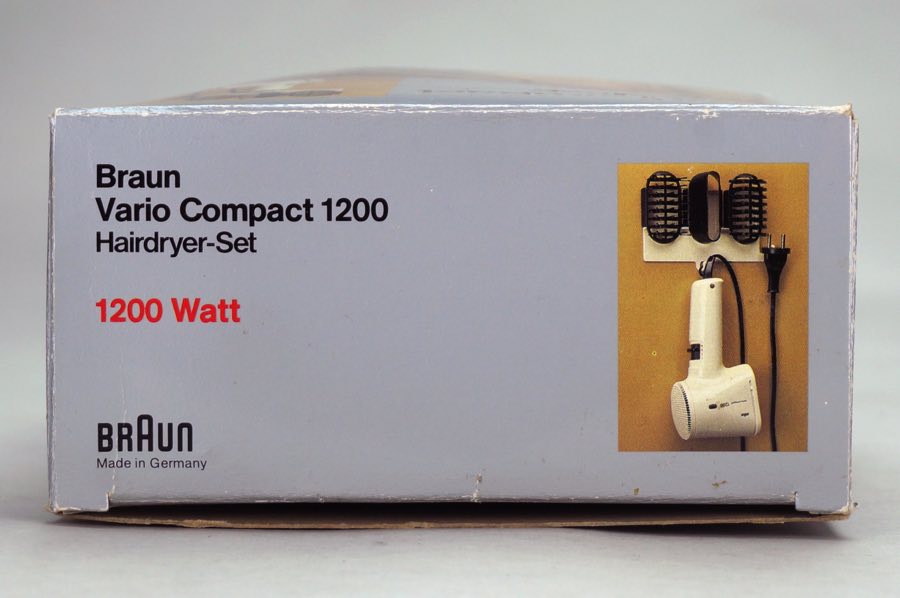 Braun
Vario Compact 1200
Hairdryer-Set
1200 Watt
BRAUN
Made in Germany